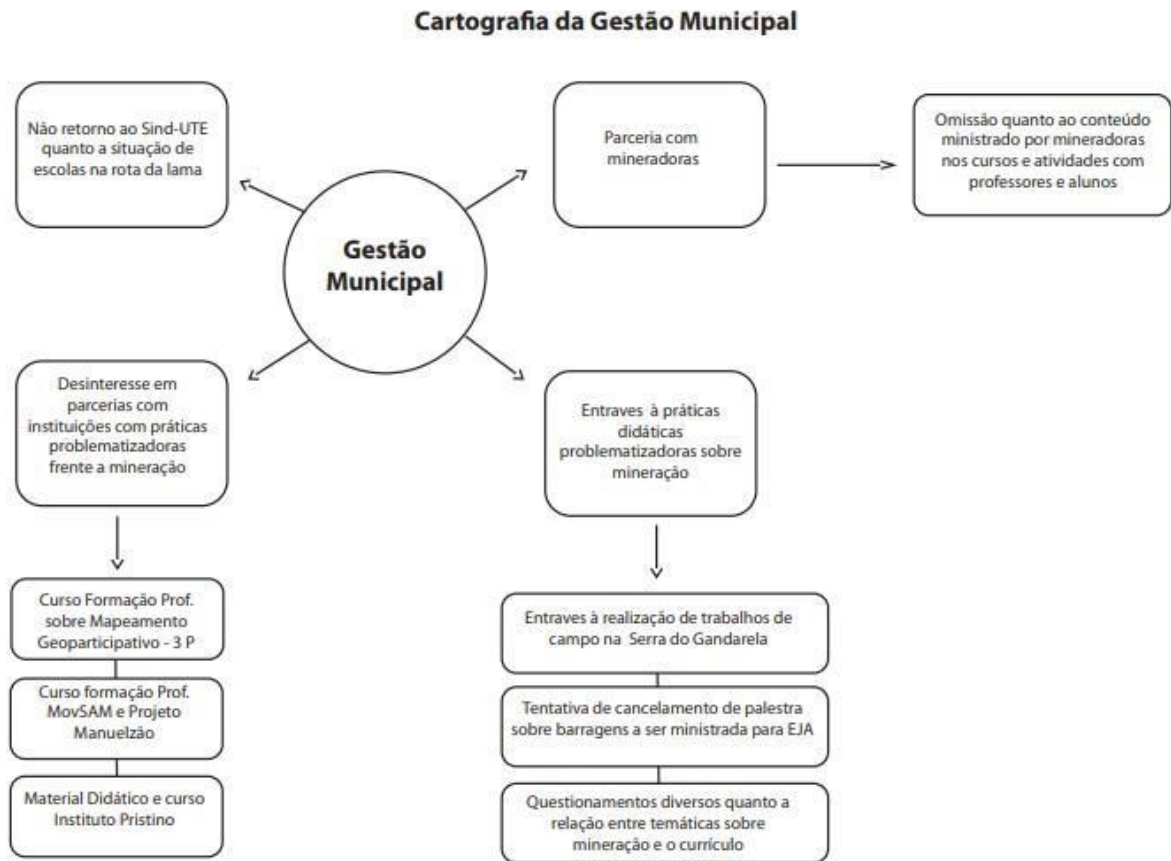 Cartografia da Gestão Municipal
Não retorno ao Sind-UTE
quanto a situação de
escolas na rota da lama
Parceria com
mineradoras
Omissão quanto ao conteúdo
ministrado por mineradoras
nos cursos e atividades com
professores e alunos
Gestão
Municipal
Desinteresse em
parcerias com
instituições com práticas
problematizadoras
frente a mineração
Entraves à práticas
didáticas
problematizadoras sobre
mineração
Curso Formação Prof.
sobre Mapeamento
Geoparticipativo - 3 P
Curso formação Prof.
MovSAM e Projeto
Manuelzão
Material Didático e curso
Instituto Pristino
Entraves à realização de trabalhos de
campo na Serra do Gandarela
Tentativa de cancelamento de palestra
sobre barragens a ser ministrada para EJA
Questionamentos diversos quanto a
relação entre temáticas sobre
mineração e o currículo